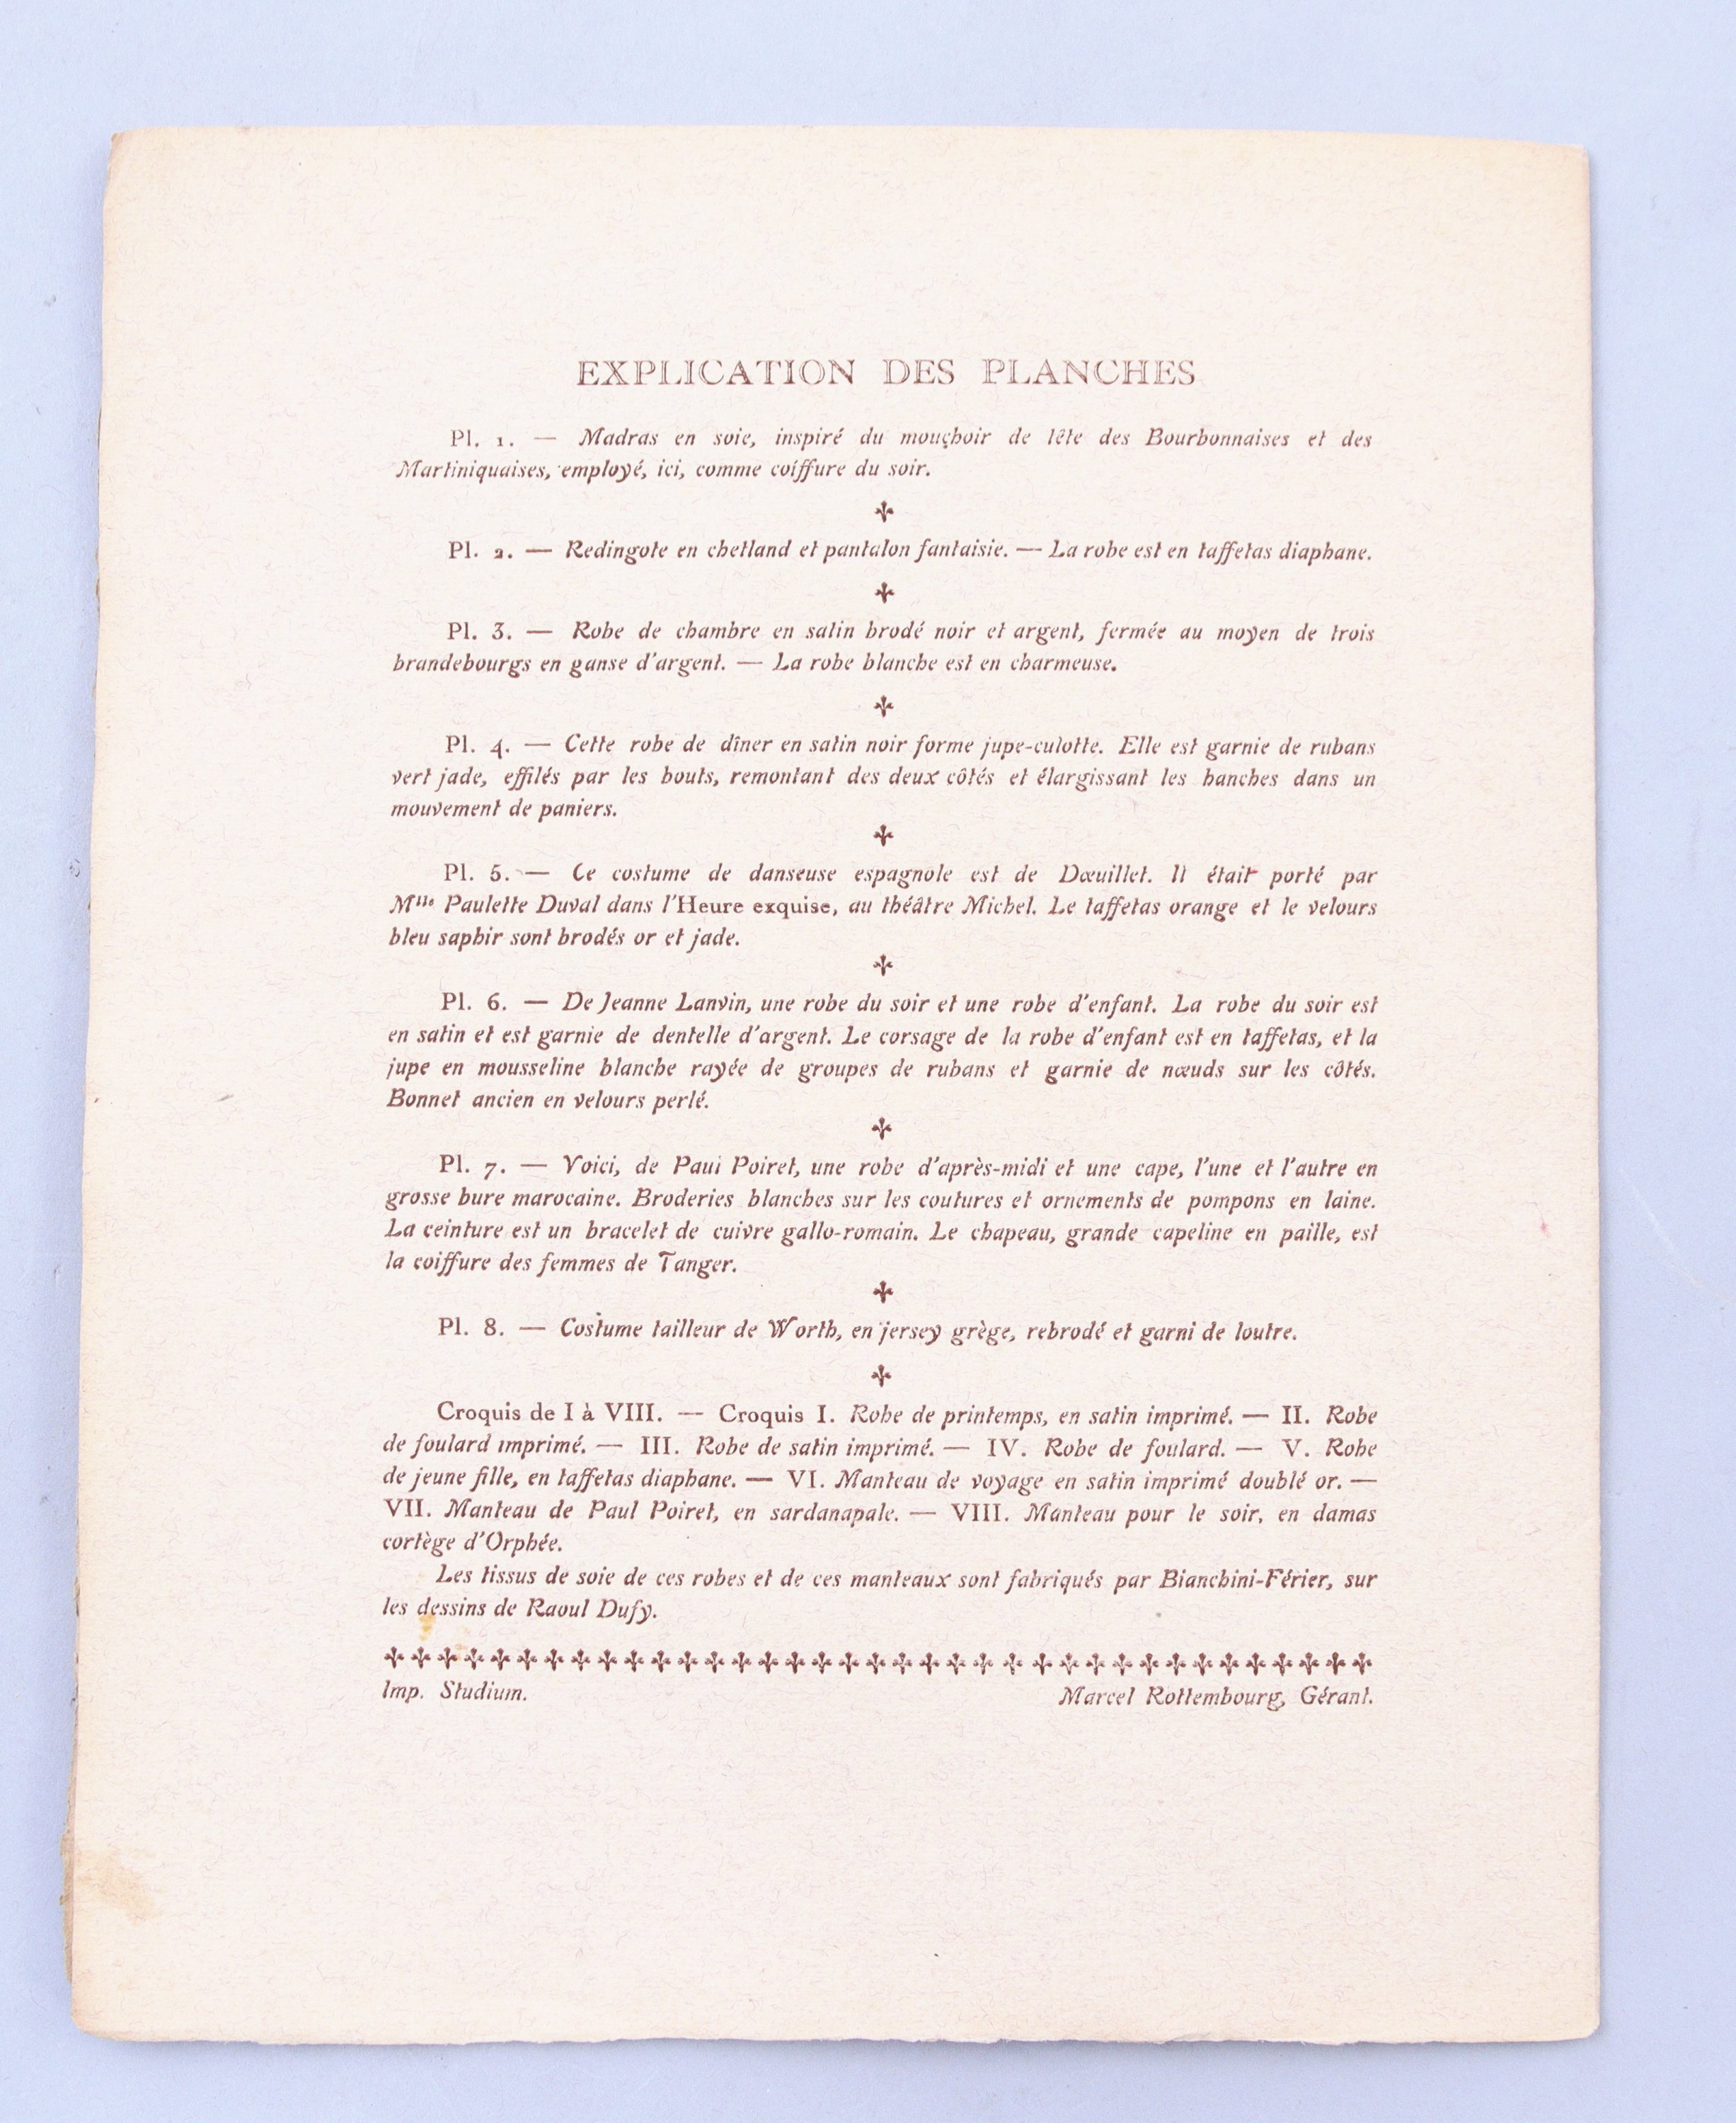 EXPLICATION DES PLANCHES
Pl. 1. — Madras en soie, inspiré du mouchoir de tête des Bourbonnaises et des
Martiniquaises, employé, ici, comme coiffure du soir.
Pl. 2. — Redingote en chetland et pantalon fantaisie. — La robe est en taffetas diaphane.
Pl. 3. — Robe de chambre en satin brodé noir et argent, fermée au moyen de trois
brandebourgs en ganse d'argent. — La robe blanche est en charmeuse.
Pl. 4. — Cette robe de dîner en satin noir forme jupe-culotte. Elle est garnie de rubans
vert jade, effilés par les bouts, remontant des deux côtés et élargissant les hanches dans un
mouvement de paniers.
Pl. 5. — Ce costume de danseuse espagnole est de Dœuillet. Il était porté par
Mlle Paulette Duval dans l'Heure exquise, au théâtre Michel. Le taffetas orange et le velours
bleu saphir sont brodés or et jade.
Pl. 6. — De Jeanne Lanvin, une robe du soir et une robe d'enfant. La robe du soir est
en satin et est garnie de dentelle d'argent. Le corsage de la robe d'enfant est en taffetas, et la
jupe en mousseline blanche rayée de groupes de rubans et garnie de nœuds sur les côtés.
Bonnet ancien en velours perlé.
Pl. 7. — Voici, de Paul Poiret, une robe d'après-midi et une cape, l'une et l'autre en
grosse bure marocaine. Broderies blanches sur les coutures et ornements de pompons en laine.
La ceinture est un bracelet de cuivre gallo-romain. Le chapeau, grande capeline en paille, est
la coiffure des femmes de Tanger.
Pl. 8. — Costume tailleur de Worth, en jersey grège, rebrodé et garni de loutre.
Croquis de I à VIII. — Croquis I. Robe de printemps, en satin imprimé. — II. Robe
de foulard imprimé. — III. Robe de satin imprimé. — IV. Robe de foulard. — V. Robe
de jeune fille, en taffetas diaphane. — VI. Manteau de voyage en satin imprimé doublé or. —
VII. Manteau de Paul Poiret, en sardanapale. — VIII. Manteau pour le soir, en damas
cortège d'Orphée.
Les tissus de soie de ces robes et de ces manteaux sont fabriqués par Bianchini-Férier, sur
les dessins de Raoul Dufy.
Imp. Studium.
Marcel Rottembourg, Gérant.